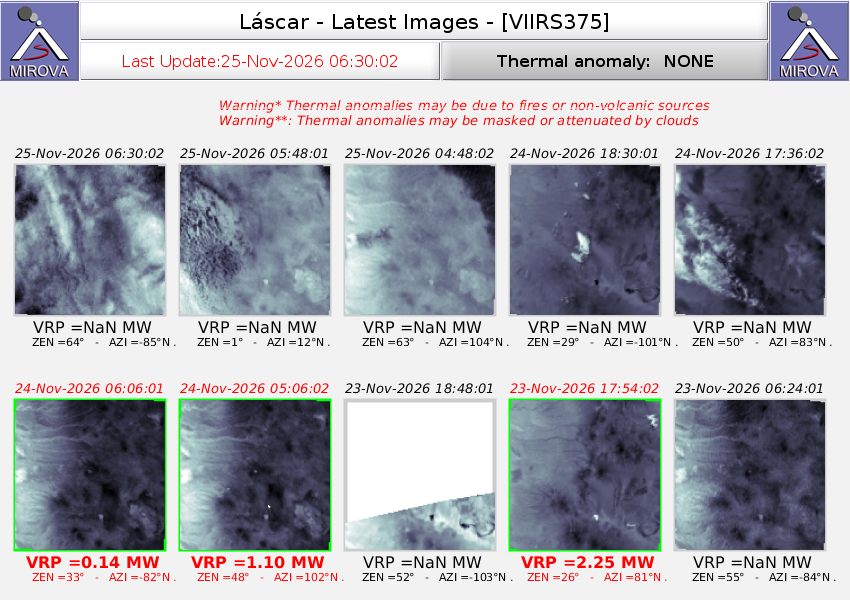 Láscar - Latest Images - [VIIRS375]
MIROVA
Last Update:25-Nov-2026 06:30:02
Thermal anomaly: NONE
MIROVA
Warning* Thermal anomalies may be due to fires or non-volcanic sources
Warning**: Thermal anomalies may be masked or attenuated by clouds
25-Nov-2026 06:30:02 25-Nov-2026 05:48:01 25-Nov-2026 04:48:02 24-Nov-2026 18:30:01 24-Nov-2026 17:36:02
VRP =NaN MW VRP =NaN MW VRP =NaN MW VRP =NaN MW VRP =NaN MW
ZEN =64° - AZI =-85°N . ZEN =1° - AZI =12°N . ZEN =63° - AZI =104°N . ZEN =29° - AZI =-101°N . ZEN =50° - AZI =83°N .
24-Nov-2026 06:06:01 24-Nov-2026 05:06:02 23-Nov-2026 18:48:01 23-Nov-2026 17:54:02 23-Nov-2026 06:24:01
VRP =0.14 MW VRP =1.10 MW VRP =NaN MW VRP =2.25 MW VRP =NaN MW
ZEN =33° - AZI =-82°N . ZEN =48° - AZI =102°N . ZEN =52° - AZI =-103°N . ZEN =26° - AZI =81°N . ZEN =55° - AZI =-84°N .